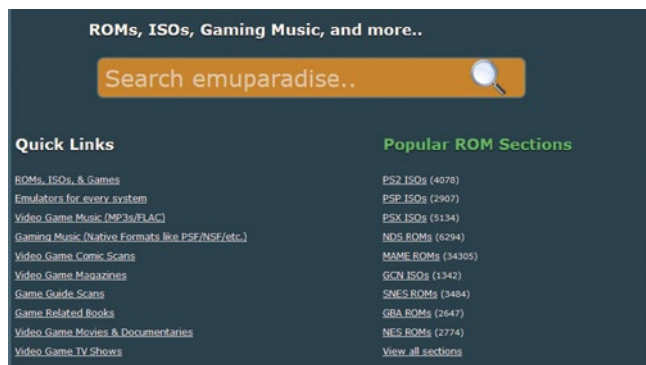 ROMs, ISOs, Gaming Music, and more..
Search emuparadise..
Quick Links
ROMs, ISOs, & Games
Emulators for every system
Video Game Music (MP3s/FLAC)
Gaming Music (Native Formats like PSF/NSF/etc.)
Video Game Comic Scans
Video Game Magazines
Game Guide Scans
Game Related Books
Video Game Movies & Documentaries
Video Game TV Shows
Popular ROM Sections
PS2 ISOs (4078)
PSP ISOs (2907)
PSX ISOs (5134)
NDS ROMs (6294)
MAME ROMs (34305)
GCN ISOs (1342)
SNES ROMs (3484)
GBA ROMs (2647)
NES ROMs (2774)
View all sections